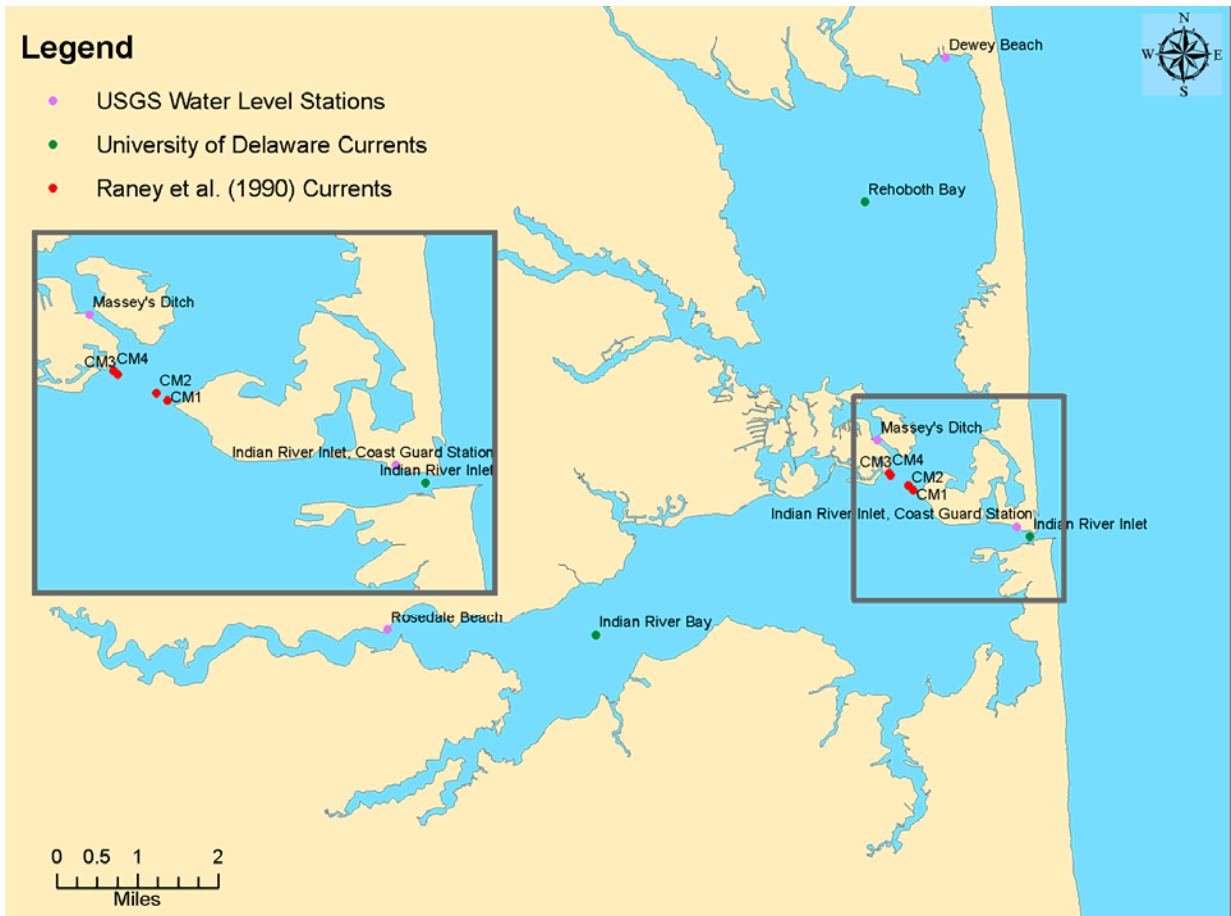 Legend
USGS Water Level Stations
University of Delaware Currents
Raney et al. (1990) Currents
N
W
E
S
Dewey Beach
Rehoboth Bay
Massey's Ditch
CM3
CM4
CM2
CM1
Indian River Inlet, Coast Guard Station
Indian River Inlet
Massey's Ditch
CM3
CM4
CM2
CM1
Indian River Inlet, Coast Guard Station
Indian River Inlet
Rosedale Beach
Indian River Bay
0 0.5 1 2
Miles